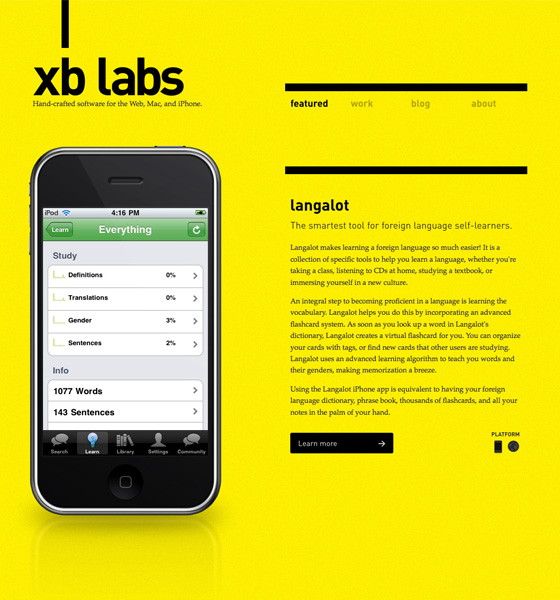 xb labs
Hand-crafted software for the Web, Mac, and iPhone.
featured work blog about
iPod 4:16 PM
Learn Everything
Study
Definitions 0%
Translations 0%
Gender 3%
Sentences 2%
Info
1077 Words
143 Sentences
Search Learn Library Settings Community
langalot
The smartest tool for foreign language self-learners.
Langalot makes learning a foreign language so much easier! It is a
collection of specific tools to help you learn a language, whether you're
taking a class, listening to CDs at home, studying a textbook, or
immersing yourself in a new culture.
An integral step to becoming proficient in a language is learning the
vocabulary. Langalot helps you do this by incorporating an advanced
flashcard system. As soon as you look up a word in Langalot's
dictionary, Langalot creates a virtual flashcard for you. You can organize
your cards with tags, or find new cards that other users are studying.
Langalot uses an advanced learning algorithm to teach you words and
their genders, making memorization a breeze.
Using the Langalot iPhone app is equivalent to having your foreign
language dictionary, phrase book, thousands of flashcards, and all your
notes in the palm of your hand.
Learn more
PLATFORM